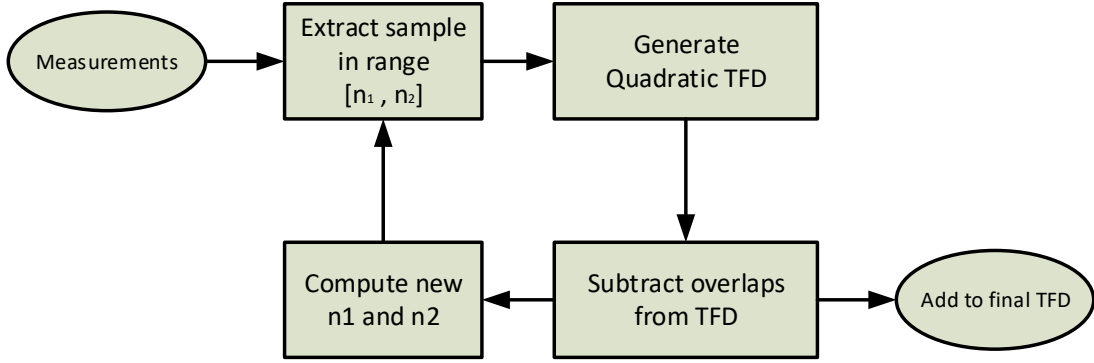 Measurements
Extract sample
in range
[n₁ , n₂]
Generate
Quadratic TFD
Compute new
n1 and n2
Subtract overlaps
from TFD
Add to final TFD